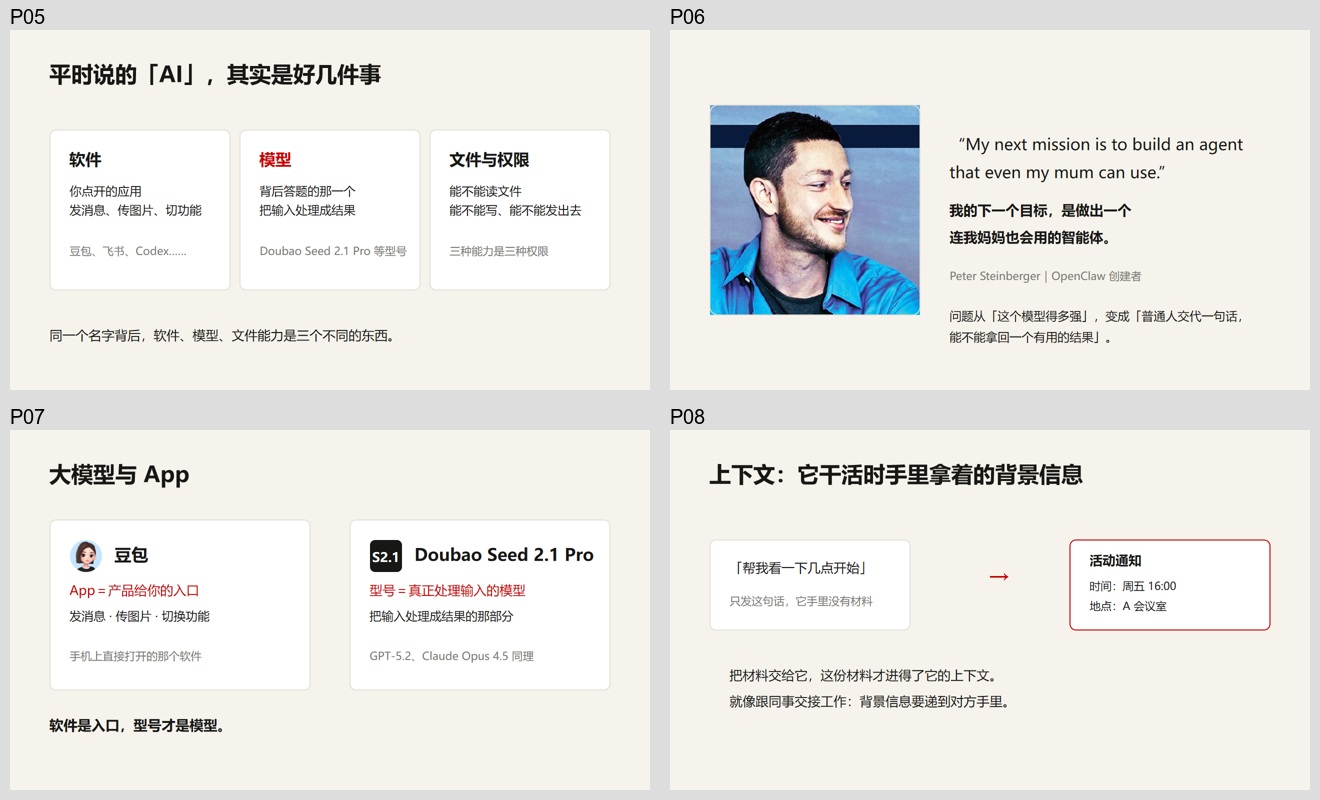 P05
平时说的「AI」，其实是好几件事
软件
你点开的应用
发消息、传图片、切功能
豆包、飞书、Codex……
模型
背后答题的那一个
把输入处理成结果
Doubao Seed 2.1 Pro 等型号
文件与权限
能不能读文件
能不能写、能不能发出去
三种能力是三种权限
同一个名字背后，软件、模型、文件能力是三个不同的东西。
P06
“My next mission is to build an agent
that even my mum can use.”
我的下一个目标，是做出一个
连我妈妈也会用的智能体。
Peter Steinberger | OpenClaw 创建者
问题从「这个模型得多强」，变成「普通人交代一句话，
能不能拿回一个有用的结果」。
P07
大模型与 App
豆包
App = 产品给你的入口
发消息 · 传图片 · 切换功能
手机上直接打开的那个软件
S2.1
Doubao Seed 2.1 Pro
型号 = 真正处理输入的模型
把输入处理成结果的那部分
GPT-5.2、Claude Opus 4.5 同理
软件是入口，型号才是模型。
P08
上下文：它干活时手里拿着的背景信息
「帮我看一下几点开始」
只发这句话，它手里没有材料
→
活动通知
时间：周五 16:00
地点：A 会议室
把材料交给它，这份材料才进得了它的上下文。
就像跟同事交接工作：背景信息要递到对方手里。